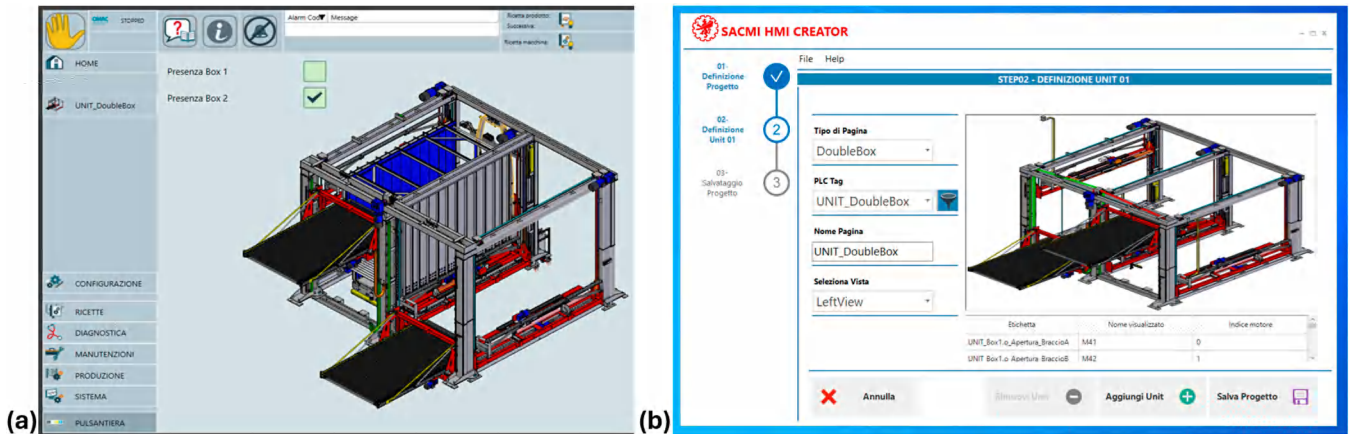 STOPPED
Alarm Cod▼ Message
Ricetta prodotto:
Successiva:
Ricetta macchina:
HOME
UNIT_DoubleBox
Presenza Box 1
Presenza Box 2
CONFIGURAZIONE
RICETTE
DIAGNOSTICA
MANUTENZIONI
PRODUZIONE
SISTEMA
PULSANTIERA
(a)
SACMI HMI CREATOR
File Help
STEP02 - DEFINIZIONE UNIT 01
01-
Definizione
Progetto
02-
Definizione
Unit 01
2
03-
Salvataggio
Progetto
3
Tipo di Pagina
DoubleBox
PLC Tag
UNIT_DoubleBox
Nome Pagina
UNIT_DoubleBox
Seleziona Vista
LeftView
Etichetta Nome visualizzato Indice motore
.UNIT_Box1.o_Apertura_BraccioA M41 0
.UNIT_Box1.o_Apertura_BraccioB M42 1
Annulla
Rimuovi Unit
Aggiungi Unit
Salva Progetto
(b)